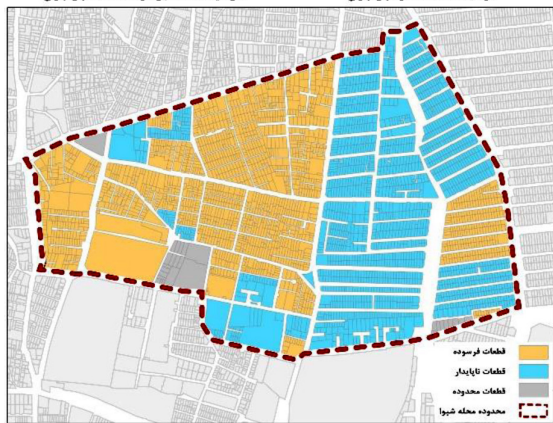 قطعات فرسوده
قطعات ناپایدار
قطعات محدوده
محدوده محله شیوا